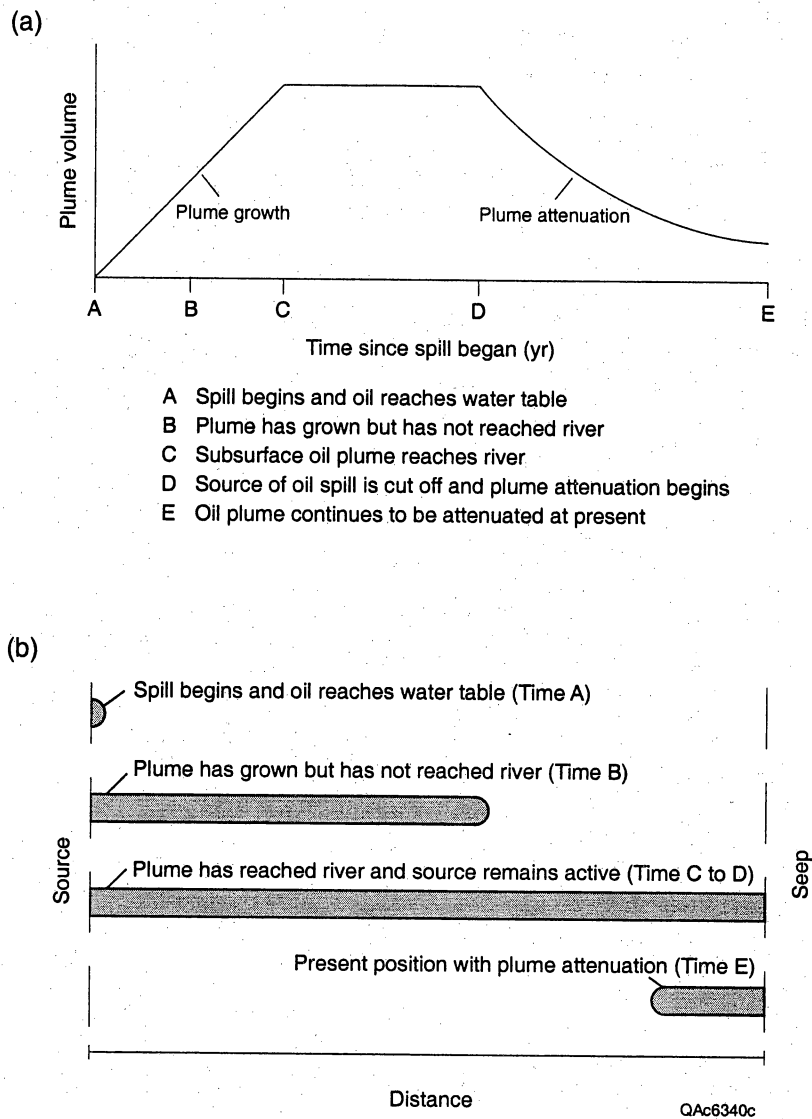 (a)
Plume volume
Plume growth
Plume attenuation
A B C D E
Time since spill began (yr)
A Spill begins and oil reaches water table
B Plume has grown but has not reached river
C Subsurface oil plume reaches river
D Source of oil spill is cut off and plume attenuation begins
E Oil plume continues to be attenuated at present
(b)
Spill begins and oil reaches water table (Time A)
Plume has grown but has not reached river (Time B)
Source
Plume has reached river and source remains active (Time C to D)
Seep
Present position with plume attenuation (Time E)
Distance
QAc6340c